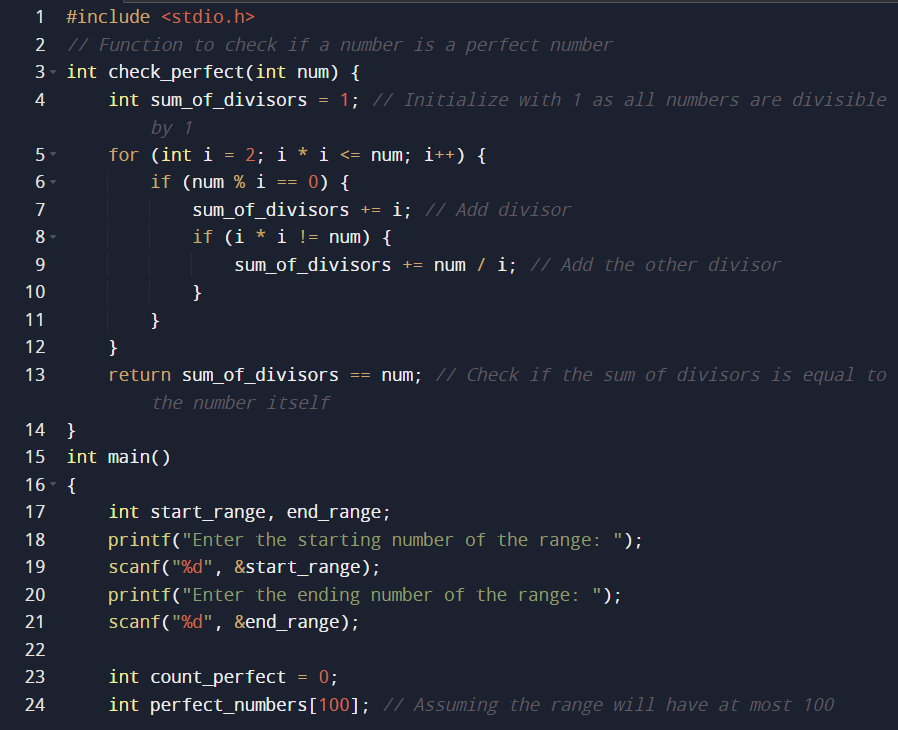 1 #include <stdio.h>
2 // Function to check if a number is a perfect number
3 int check_perfect(int num) {
4     int sum_of_divisors = 1; // Initialize with 1 as all numbers are divisible
        by 1
5     for (int i = 2; i * i <= num; i++) {
6         if (num % i == 0) {
7             sum_of_divisors += i; // Add divisor
8             if (i * i != num) {
9                 sum_of_divisors += num / i; // Add the other divisor
10             }
11         }
12     }
13     return sum_of_divisors == num; // Check if the sum of divisors is equal to
        the number itself
14 }
15 int main()
16 {
17     int start_range, end_range;
18     printf("Enter the starting number of the range: ");
19     scanf("%d", &start_range);
20     printf("Enter the ending number of the range: ");
21     scanf("%d", &end_range);
22
23     int count_perfect = 0;
24     int perfect_numbers[100]; // Assuming the range will have at most 100